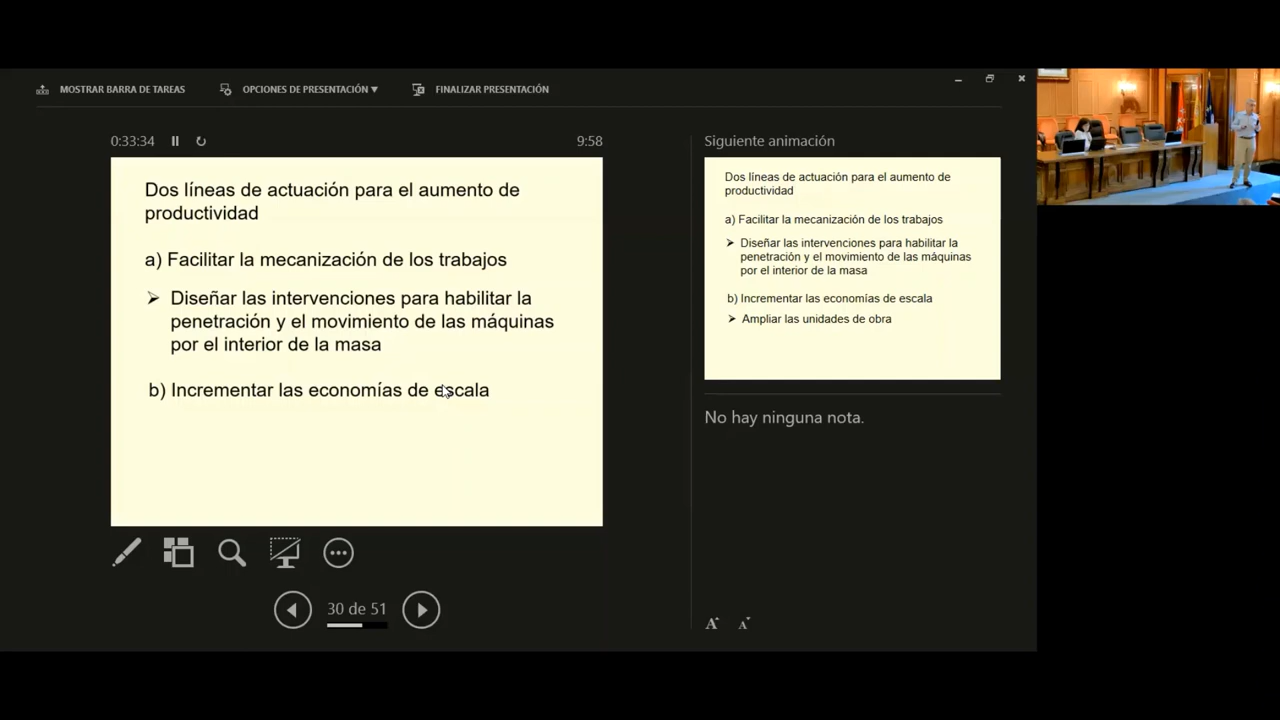 MOSTRAR BARRA DE TAREAS
OPCIONES DE PRESENTACIÓN ▼
FINALIZAR PRESENTACIÓN
0:33:34
9:58
Dos líneas de actuación para el aumento de
productividad
a) Facilitar la mecanización de los trabajos
➢ Diseñar las intervenciones para habilitar la
penetración y el movimiento de las máquinas
por el interior de la masa
b) Incrementar las economías de escala
30 de 51
Siguiente animación
Dos líneas de actuación para el aumento de
productividad
a) Facilitar la mecanización de los trabajos
➢ Diseñar las intervenciones para habilitar la
penetración y el movimiento de las máquinas
por el interior de la masa
b) Incrementar las economías de escala
➢ Ampliar las unidades de obra
No hay ninguna nota.
A A